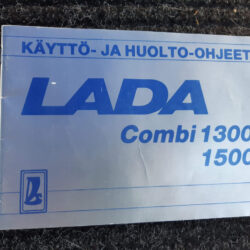 KÄYTTÖ- JA HUOLTO-OHJEET
LADA
Combi 1300
1500